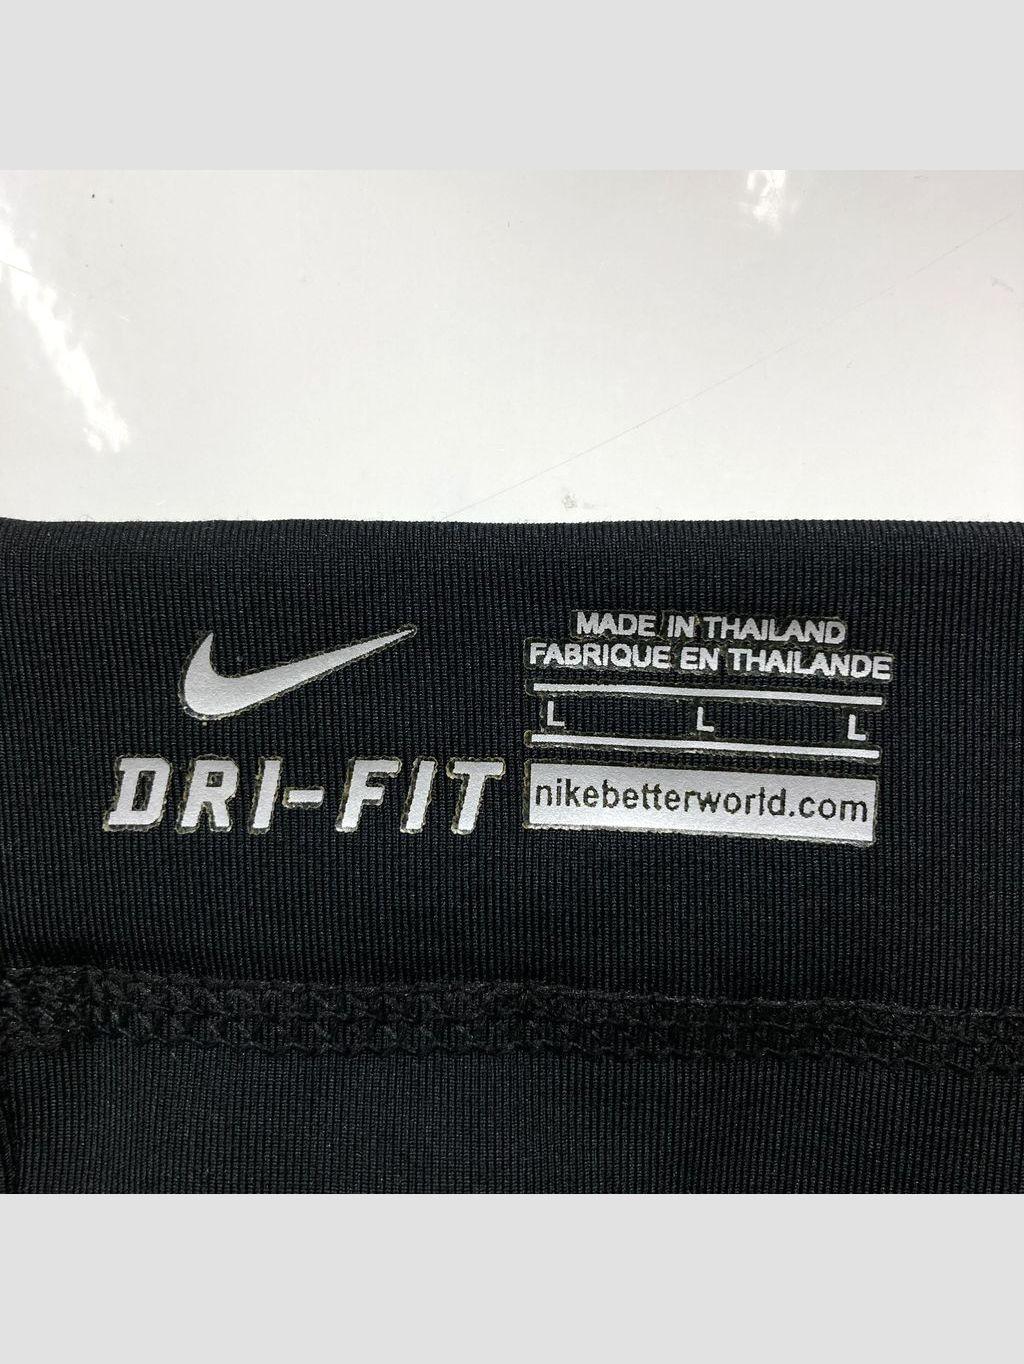 MADE IN THAILAND
FABRIQUE EN THAILANDE
L L L
DRI-FIT
nikebetterworld.com